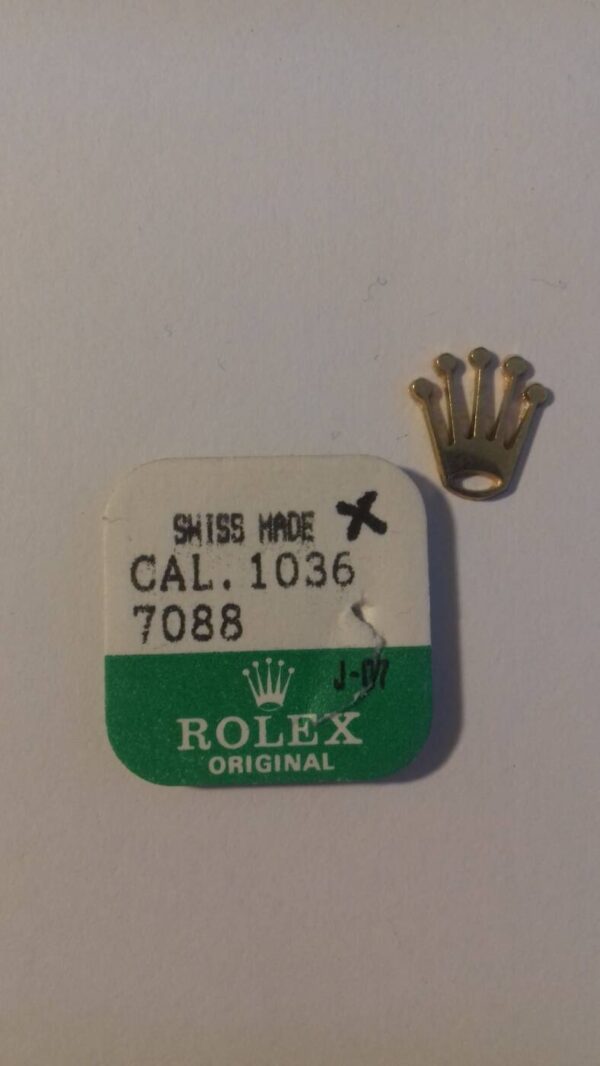 SWISS MADE X
CAL. 1036
7088
J-07
ROLEX
ORIGINAL